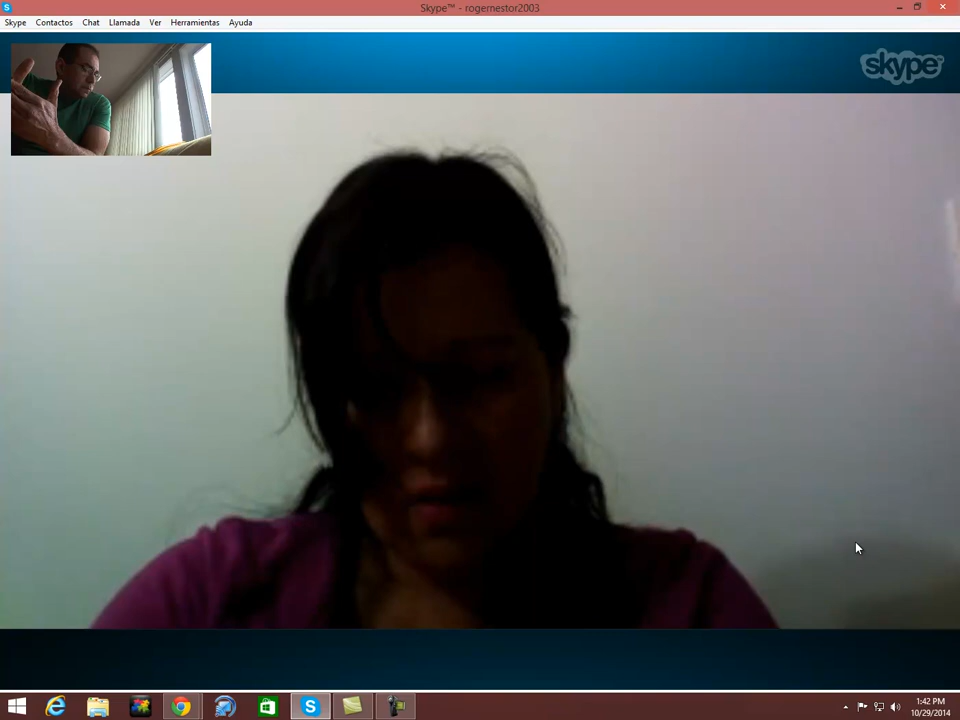 Skype™ - rogernestor2003
Skype Contactos Chat Llamada Ver Herramientas Ayuda
skype
1:42 PM
10/29/2014